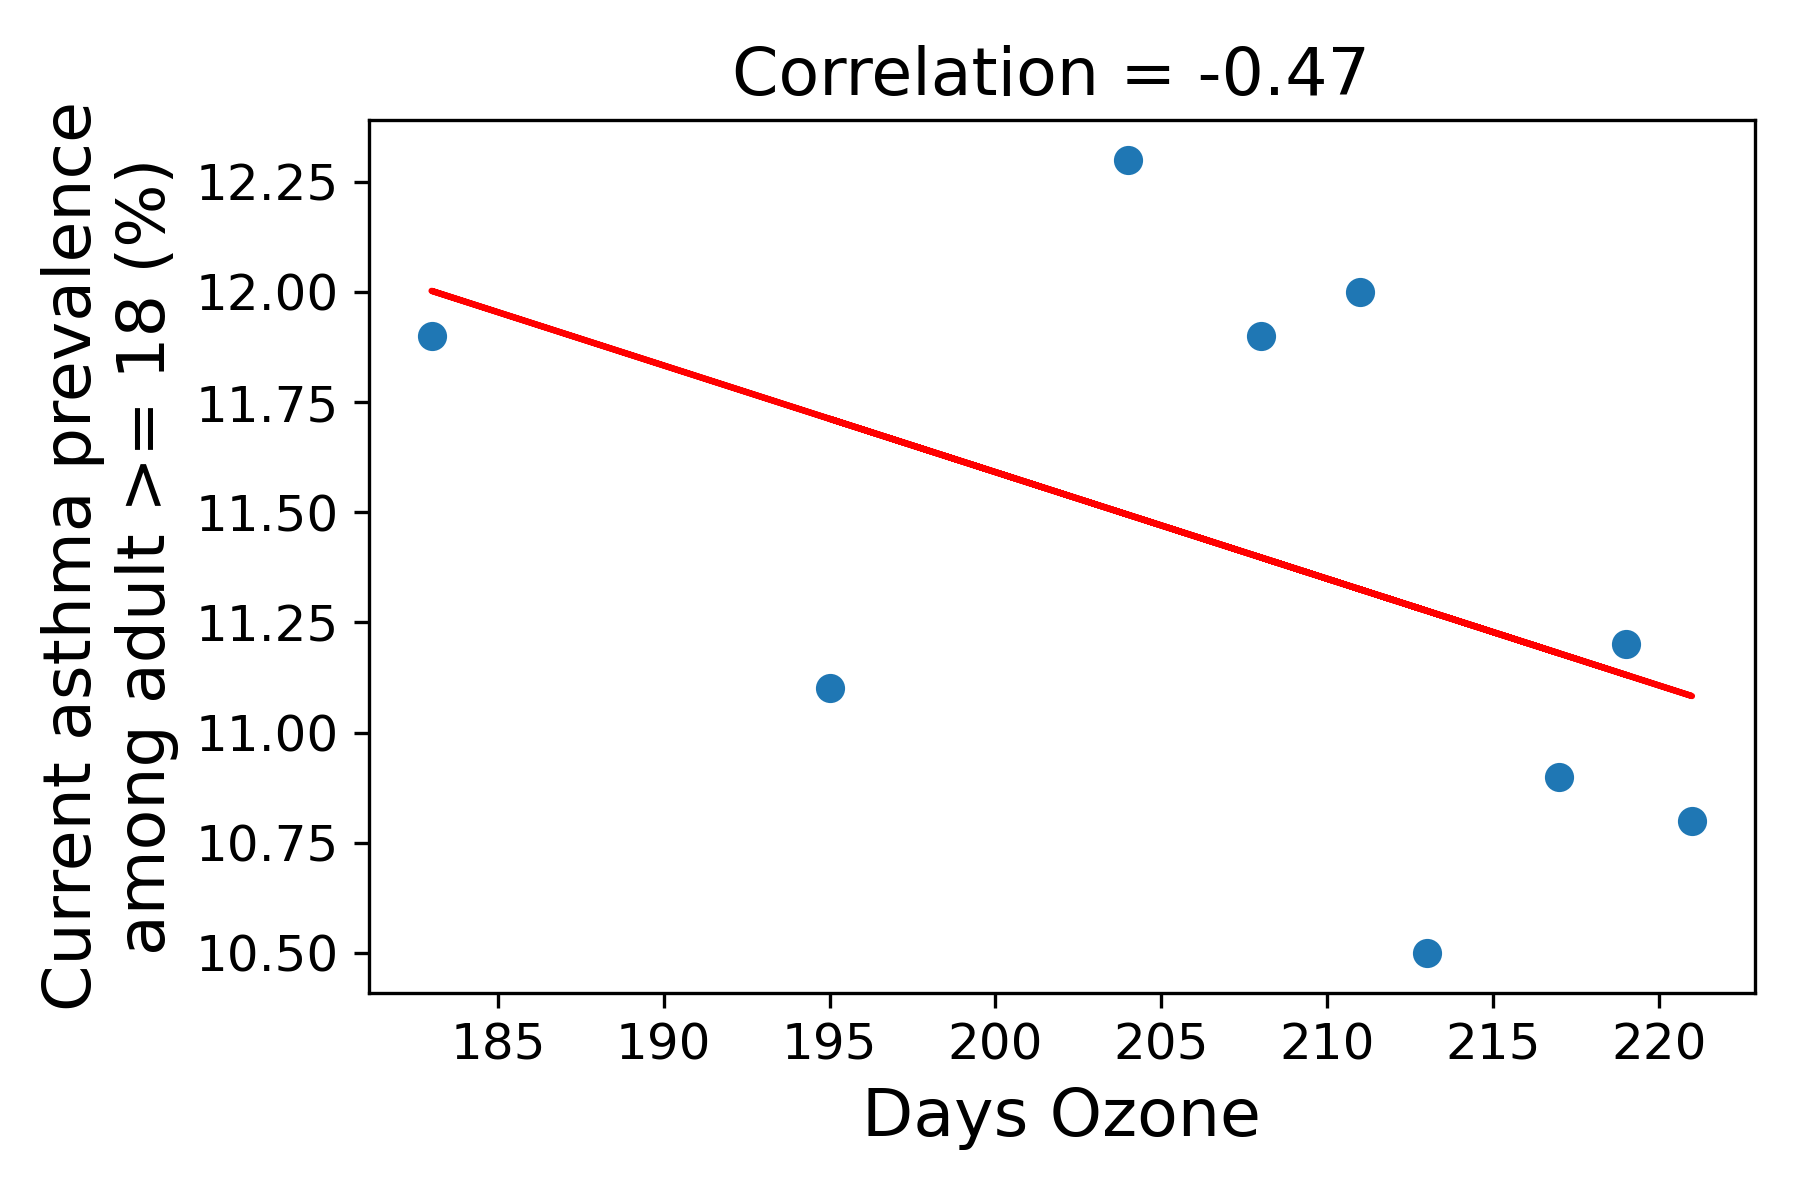 Correlation = -0.47
Current asthma prevalence
among adult >= 18 (%)
12.25
12.00
11.75
11.50
11.25
11.00
10.75
10.50
185 190 195 200 205 210 215 220
Days Ozone